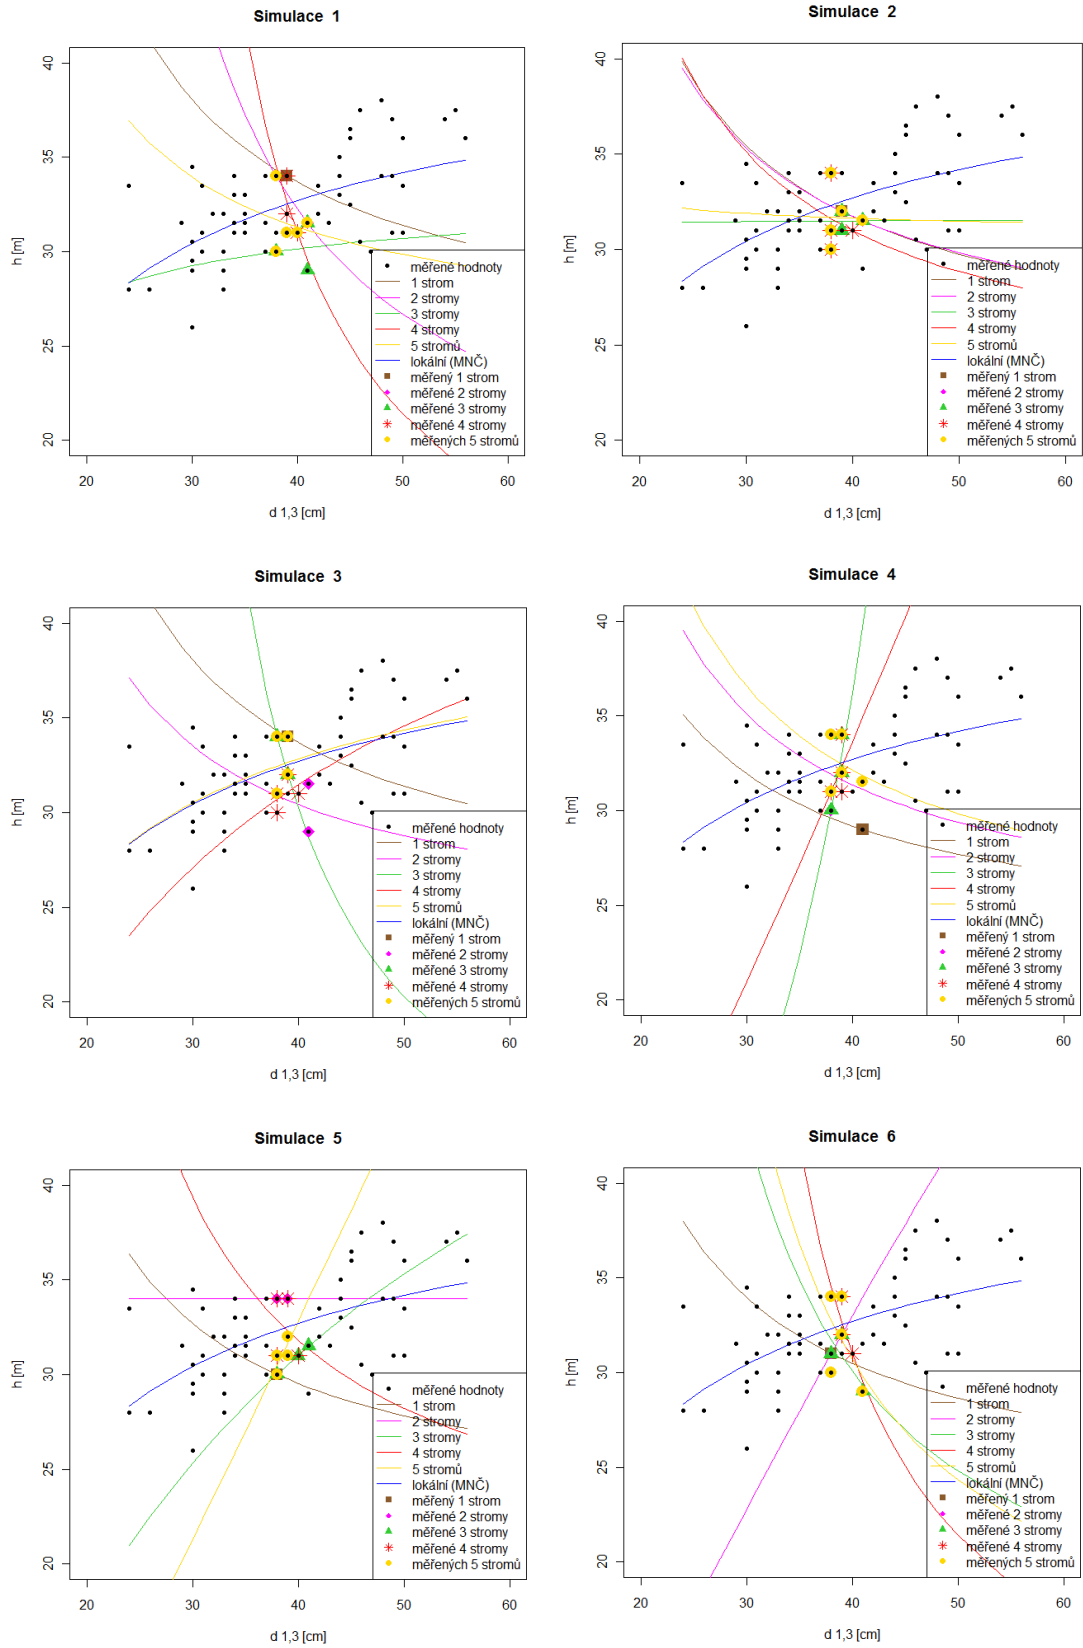 Simulace 1
h [m]
40
35
30
25
20
20 30 40 50 60
d 1,3 [cm]
měřené hodnoty
1 strom
2 stromy
3 stromy
4 stromy
5 stromů
lokální (MNČ)
měřený 1 strom
měřené 2 stromy
měřené 3 stromy
měřené 4 stromy
měřených 5 stromů
Simulace 2
h [m]
40
35
30
25
20
20 30 40 50 60
d 1,3 [cm]
měřené hodnoty
1 strom
2 stromy
3 stromy
4 stromy
5 stromů
lokální (MNČ)
měřený 1 strom
měřené 2 stromy
měřené 3 stromy
měřené 4 stromy
měřených 5 stromů
Simulace 3
h [m]
40
35
30
25
20
20 30 40 50 60
d 1,3 [cm]
měřené hodnoty
1 strom
2 stromy
3 stromy
4 stromy
5 stromů
lokální (MNČ)
měřený 1 strom
měřené 2 stromy
měřené 3 stromy
měřené 4 stromy
měřených 5 stromů
Simulace 4
h [m]
40
35
30
25
20
20 30 40 50 60
d 1,3 [cm]
měřené hodnoty
1 strom
2 stromy
3 stromy
4 stromy
5 stromů
lokální (MNČ)
měřený 1 strom
měřené 2 stromy
měřené 3 stromy
měřené 4 stromy
měřených 5 stromů
Simulace 5
h [m]
40
35
30
25
20
20 30 40 50 60
d 1,3 [cm]
měřené hodnoty
1 strom
2 stromy
3 stromy
4 stromy
5 stromů
lokální (MNČ)
měřený 1 strom
měřené 2 stromy
měřené 3 stromy
měřené 4 stromy
měřených 5 stromů
Simulace 6
h [m]
40
35
30
25
20
20 30 40 50 60
d 1,3 [cm]
měřené hodnoty
1 strom
2 stromy
3 stromy
4 stromy
5 stromů
lokální (MNČ)
měřený 1 strom
měřené 2 stromy
měřené 3 stromy
měřené 4 stromy
měřených 5 stromů